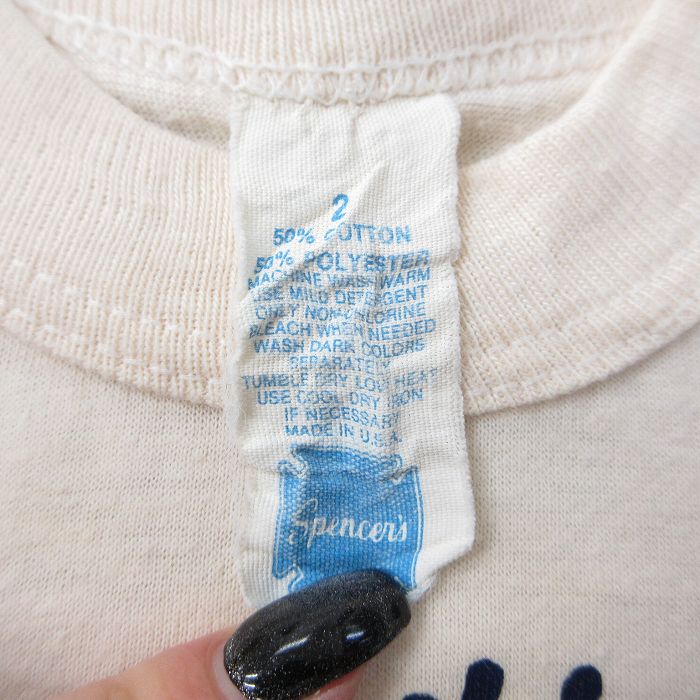 2
50% COTTON
50% POLYESTER
MACHINE WASH WARM
USE MILD DETERGENT
ONLY NON-CHLORINE
BLEACH WHEN NEEDED
WASH DARK COLORS
SEPARATELY
TUMBLE DRY LOW HEAT
USE COOL DRY IRON
IF NECESSARY
MADE IN U.S.A.
Spencer's